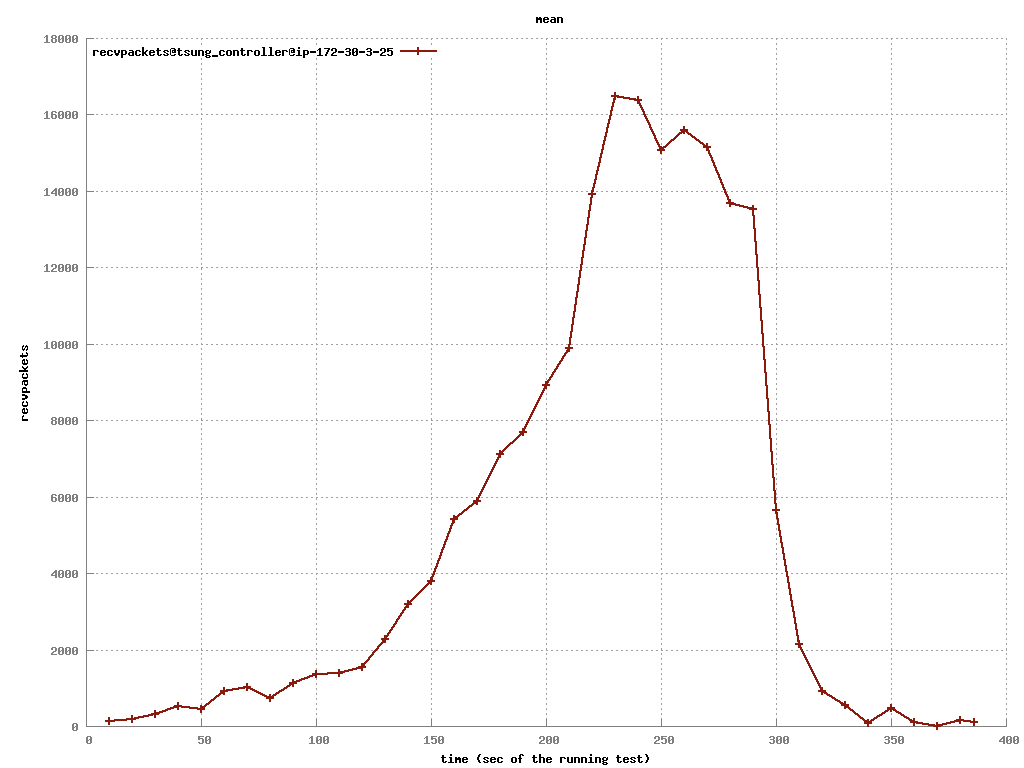 mean
recvpackets@tsung_controller@ip-172-30-3-25
18000
16000
14000
12000
10000
8000
6000
4000
2000
0
recvpackets
0 50 100 150 200 250 300 350 400
time (sec of the running test)